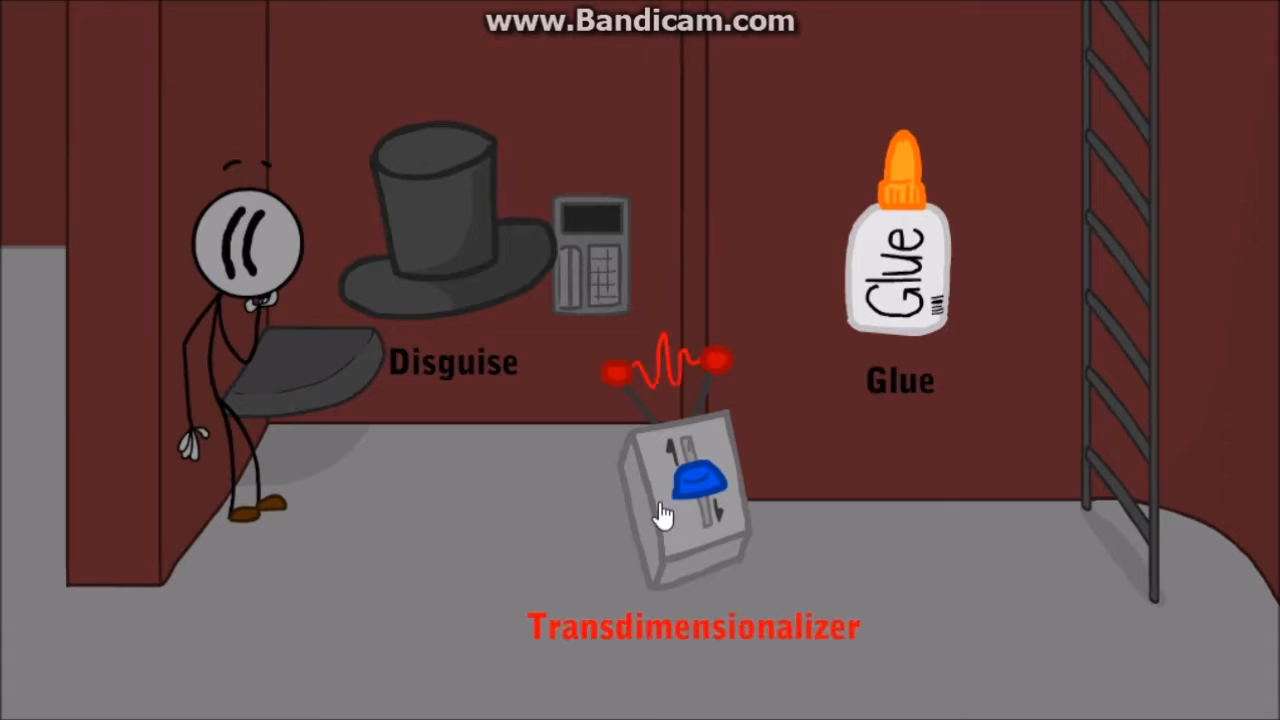 www.Bandicam.com
Glue
Disguise
Glue
Transdimensionalizer